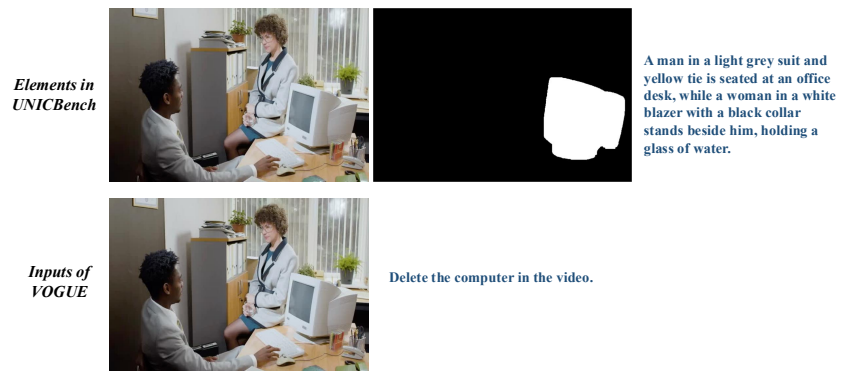 Elements in
UNICBench
A man in a light grey suit and
yellow tie is seated at an office
desk, while a woman in a white
blazer with a black collar
stands beside him, holding a
glass of water.
Inputs of
VOGUE
Delete the computer in the video.